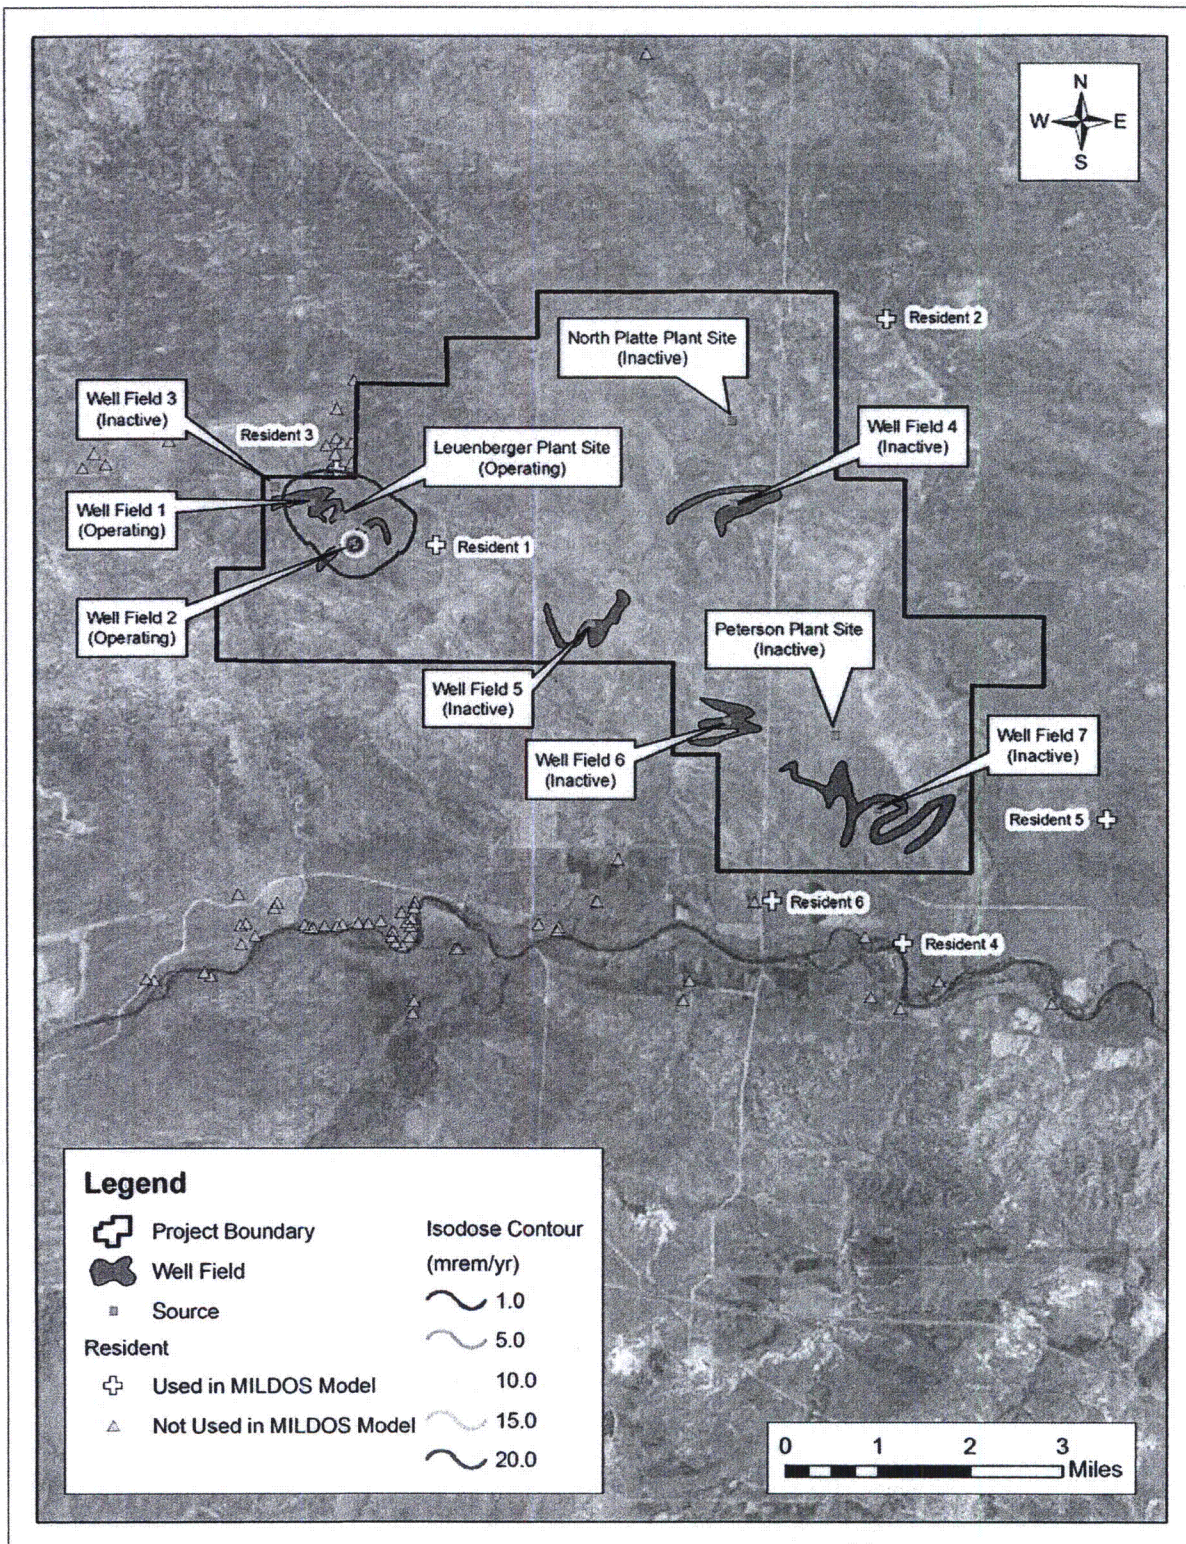 N
W E
S
Resident 2
North Platte Plant Site
(Inactive)
Well Field 3
(Inactive)
Resident 3
Leuenberger Plant Site
(Operating)
Well Field 4
(Inactive)
Well Field 1
(Operating)
Resident 1
Well Field 2
(Operating)
Peterson Plant Site
(Inactive)
Well Field 5
(Inactive)
Well Field 6
(Inactive)
Well Field 7
(Inactive)
Resident 5
Resident 6
Resident 4
Legend
Project Boundary
Well Field
Source
Resident
Used in MILDOS Model
Not Used in MILDOS Model
Isodose Contour
(mrem/yr)
1.0
5.0
10.0
15.0
20.0
0 1 2 3
Miles